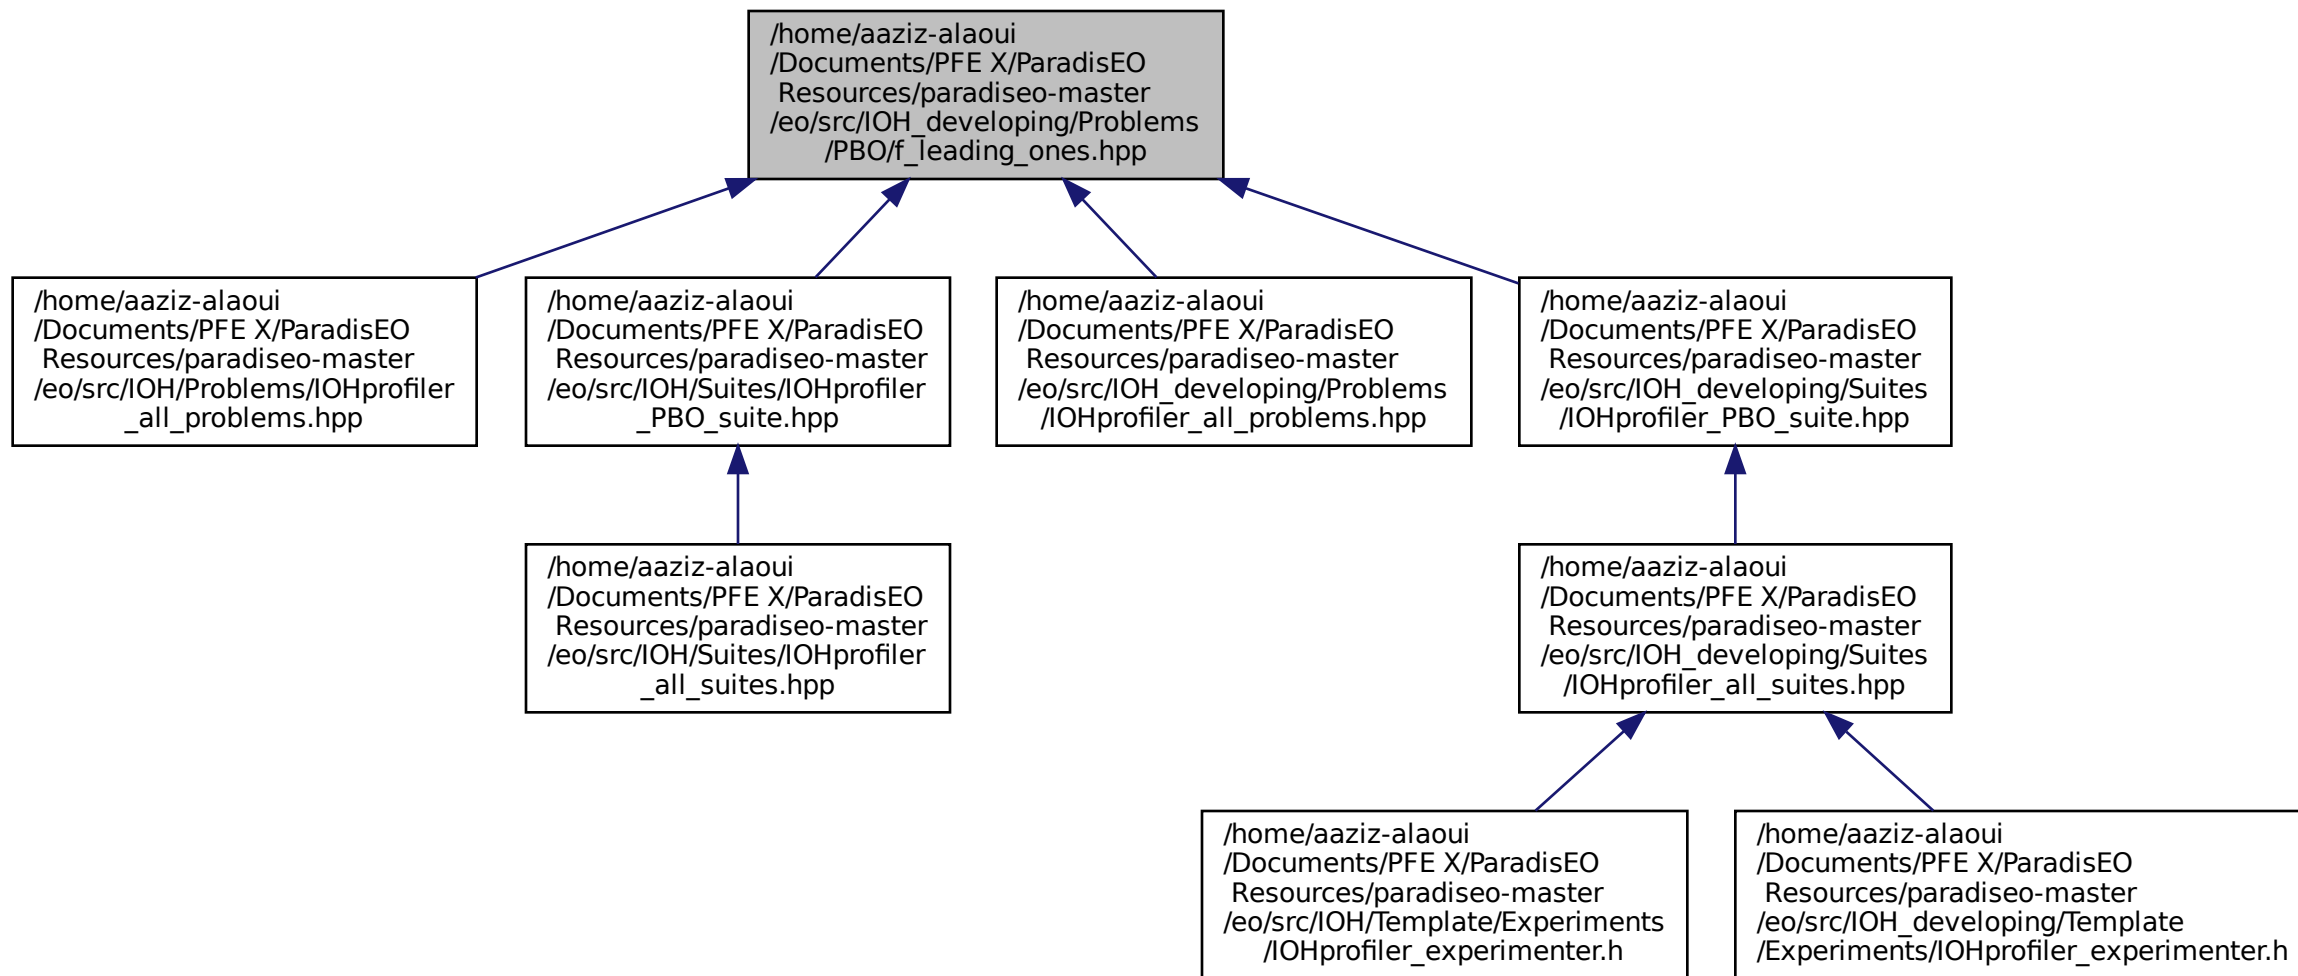 /home/aaziz-alaoui
/Documents/PFE X/ParadisEO
Resources/paradiseo-master
/eo/src/IOH_developing/Problems
/PBO/f_leading_ones.hpp
/home/aaziz-alaoui
/Documents/PFE X/ParadisEO
Resources/paradiseo-master
/eo/src/IOH/Problems/IOHprofiler
_all_problems.hpp
/home/aaziz-alaoui
/Documents/PFE X/ParadisEO
Resources/paradiseo-master
/eo/src/IOH/Suites/IOHprofiler
_PBO_suite.hpp
/home/aaziz-alaoui
/Documents/PFE X/ParadisEO
Resources/paradiseo-master
/eo/src/IOH_developing/Problems
/IOHprofiler_all_problems.hpp
/home/aaziz-alaoui
/Documents/PFE X/ParadisEO
Resources/paradiseo-master
/eo/src/IOH_developing/Suites
/IOHprofiler_PBO_suite.hpp
/home/aaziz-alaoui
/Documents/PFE X/ParadisEO
Resources/paradiseo-master
/eo/src/IOH/Suites/IOHprofiler
_all_suites.hpp
/home/aaziz-alaoui
/Documents/PFE X/ParadisEO
Resources/paradiseo-master
/eo/src/IOH_developing/Suites
/IOHprofiler_all_suites.hpp
/home/aaziz-alaoui
/Documents/PFE X/ParadisEO
Resources/paradiseo-master
/eo/src/IOH/Template/Experiments
/IOHprofiler_experimenter.h
/home/aaziz-alaoui
/Documents/PFE X/ParadisEO
Resources/paradiseo-master
/eo/src/IOH_developing/Template
/Experiments/IOHprofiler_experimenter.h